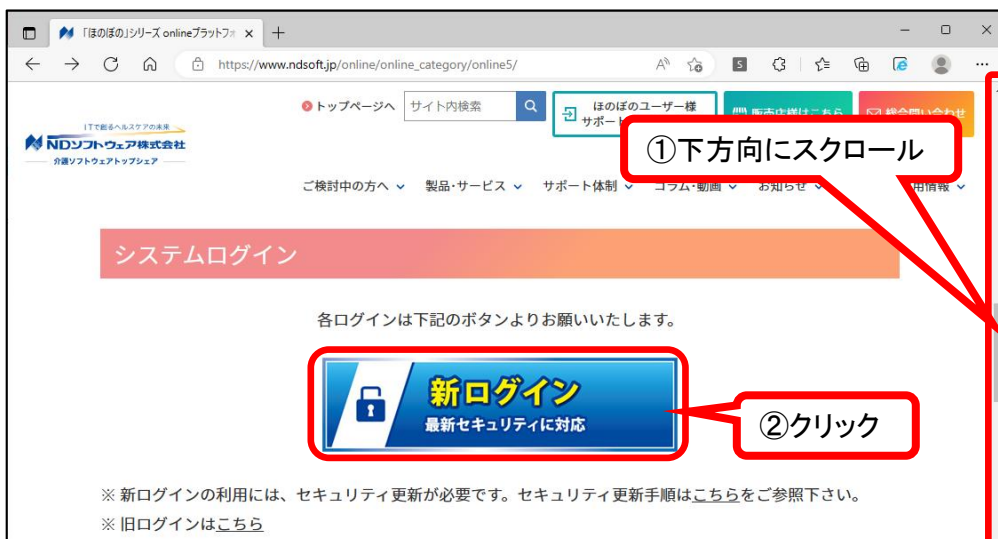 「ほのぼの」シリーズ onlineプラットフォ
https://www.ndsoft.jp/online/online_category/online5/
トップページへ
サイト内検索
ほのぼのユーザー様
サポート
販売店様はこちら
総合問い合わせ
ITで創るヘルスケアの未来
NDソフトウェア株式会社
介護ソフトウェアトップシェア
①下方向にスクロール
ご検討中の方へ 製品・サービス サポート体制 コラム・動画 お知らせ 用情報
システムログイン
各ログインは下記のボタンよりお願いいたします。
新ログイン
最新セキュリティに対応
②クリック
※ 新ログインの利用には、セキュリティ更新が必要です。セキュリティ更新手順はこちらをご参照下さい。
※ 旧ログインはこちら